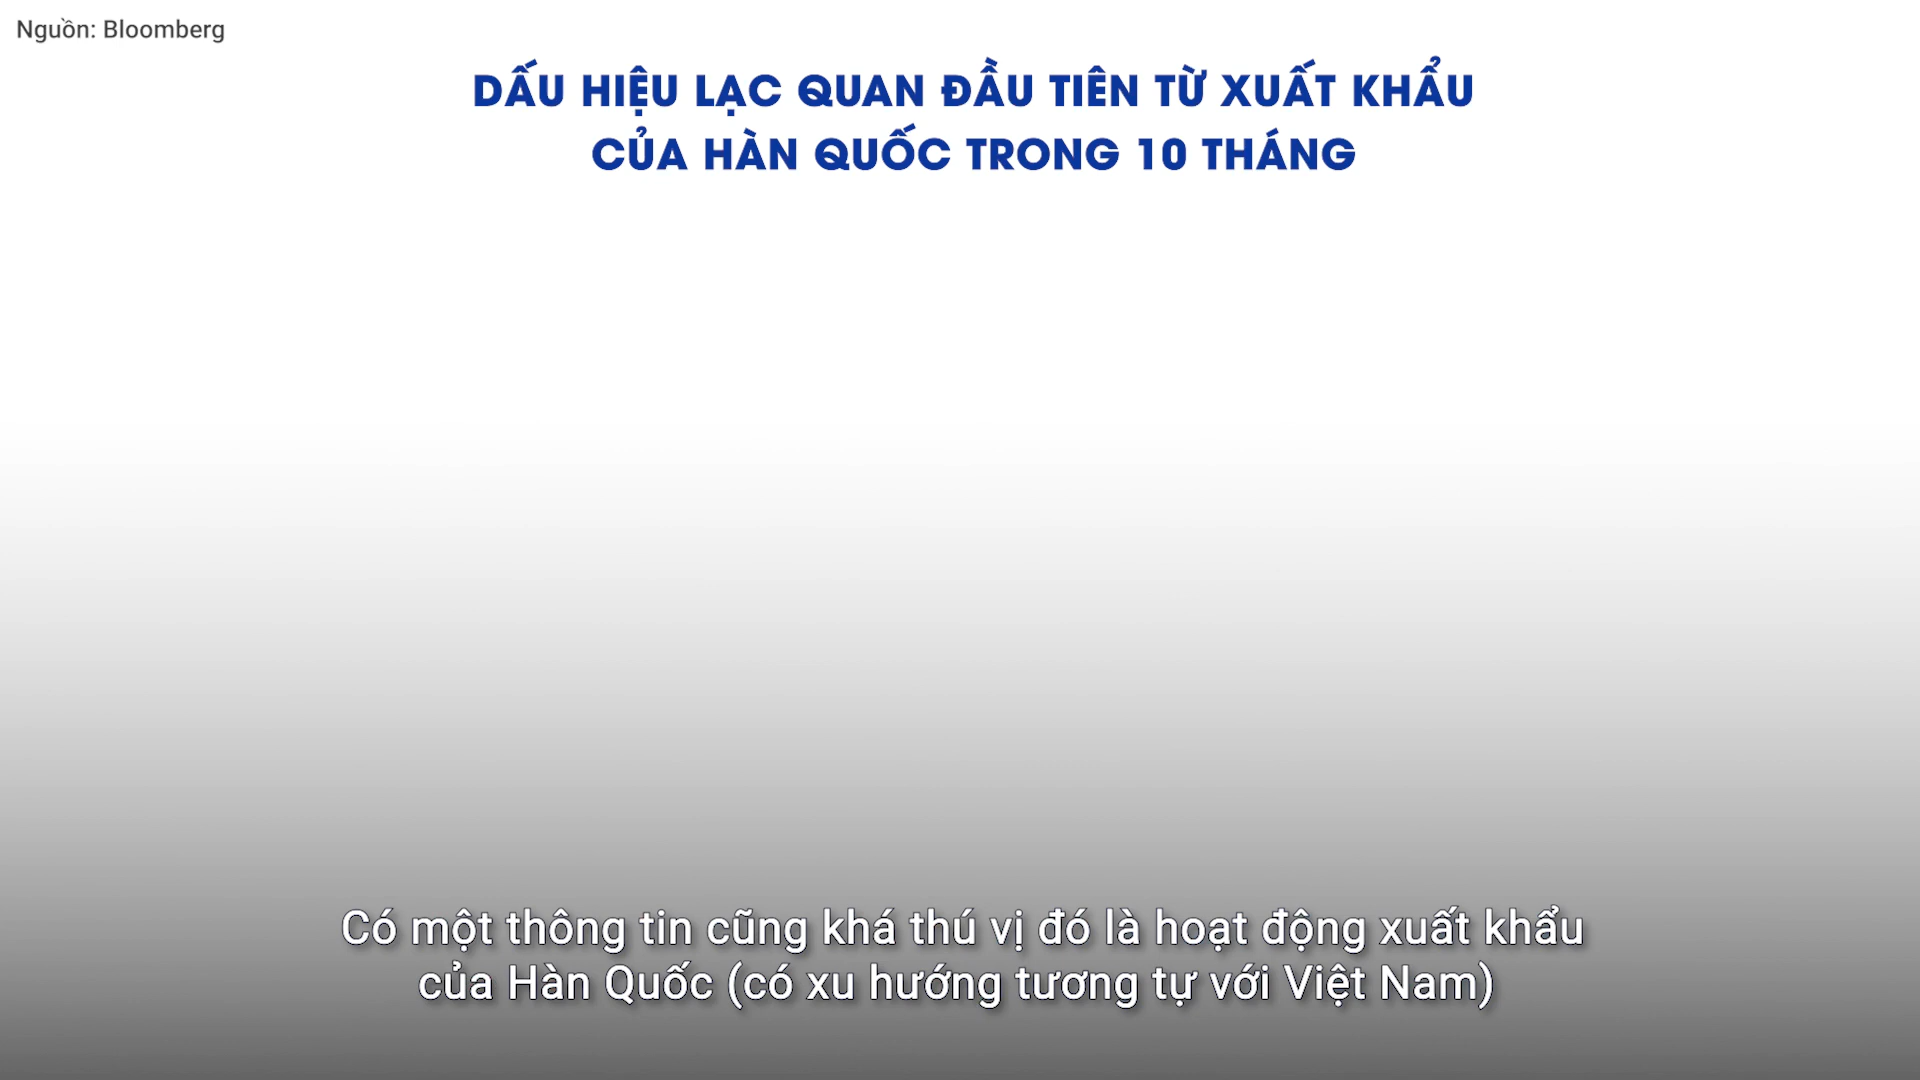 Nguồn: Bloomberg
DẤU HIỆU LẠC QUAN ĐẦU TIÊN TỪ XUẤT KHẨU
CỦA HÀN QUỐC TRONG 10 THÁNG
Có một thông tin cũng khá thú vị đó là hoạt động xuất khẩu
của Hàn Quốc (có xu hướng tương tự với Việt Nam)